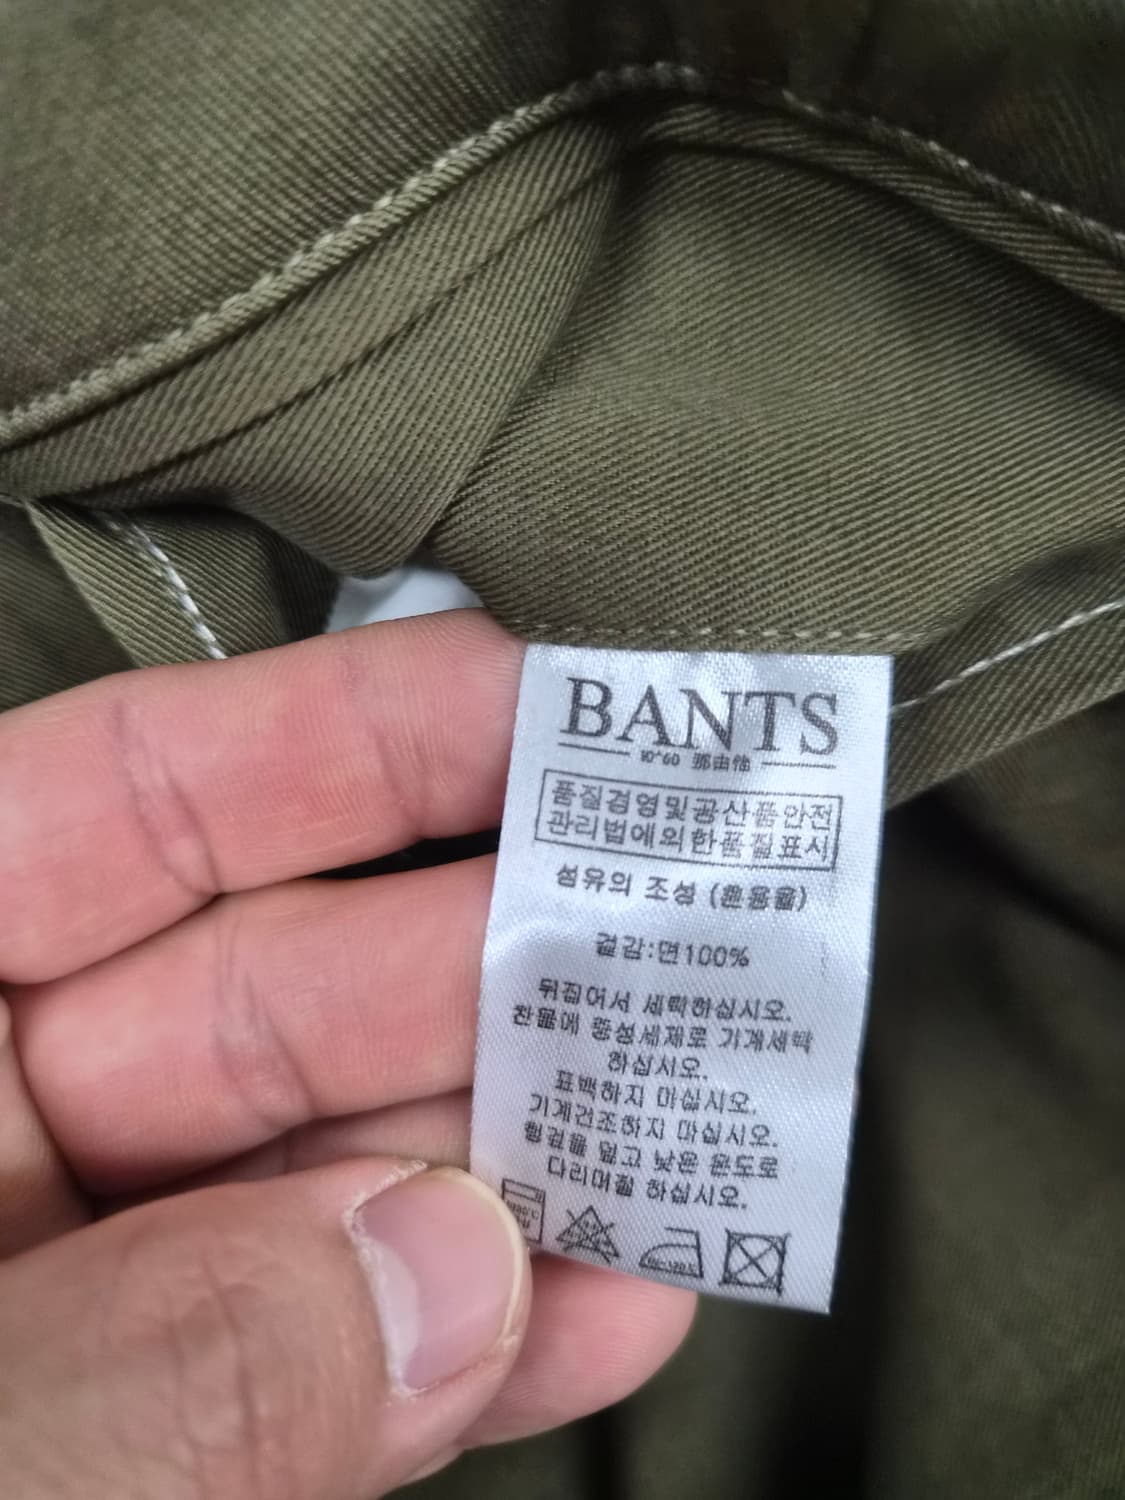 BANTS
10^60 那由他
품질경영및공산품안전
관리법에의한품질표시
섬유의 조성 (혼용율)
겉감:면100%
뒤집어서 세탁하십시오.
찬물에 중성세제로 기계세탁
하십시오.
표백하지 마십시오.
기계건조하지 마십시오.
헝겊을 덮고 낮은 온도로
다리미질 하십시오.